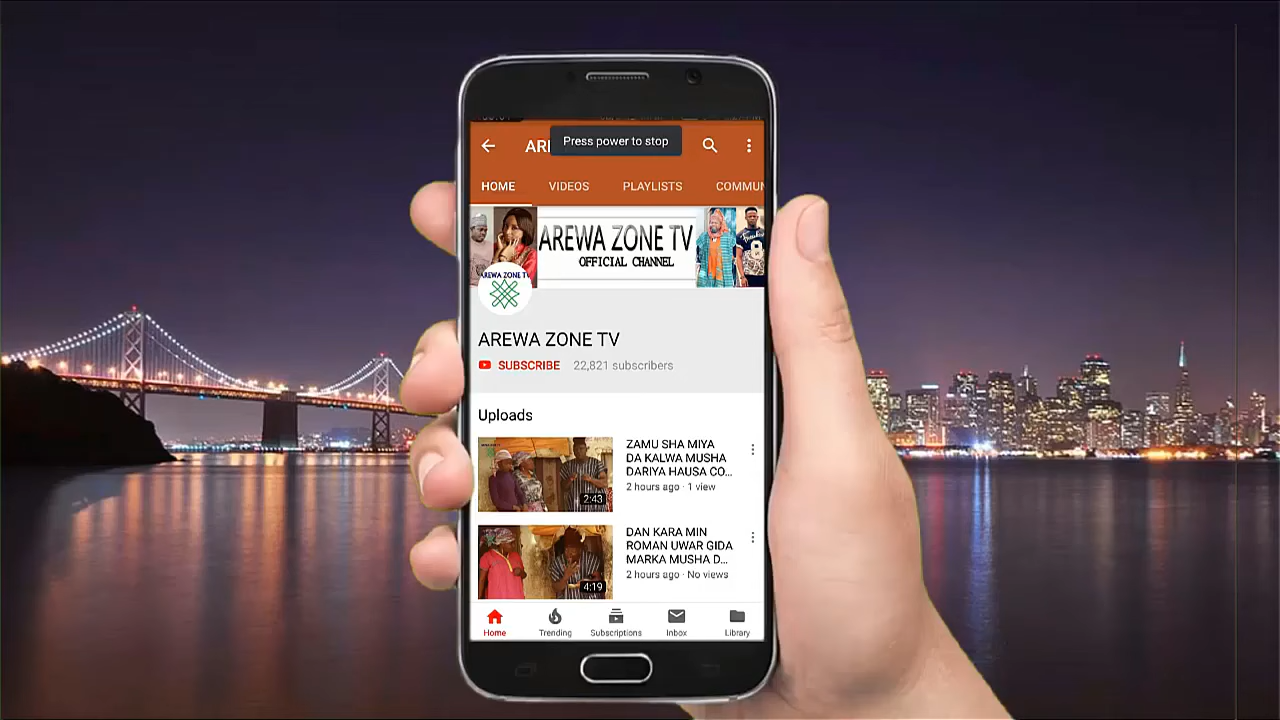 AR
Press power to stop
HOME VIDEOS PLAYLISTS COMMUN
AREWA ZONE TV
OFFICIAL CHANNEL
AREWA ZONE TV
AREWA ZONE TV
SUBSCRIBE 22,821 subscribers
Uploads
ZAMU SHA MIYA
DA KALWA MUSHA
DARIYA HAUSA CO...
2 hours ago · 1 view
2:43
DAN KARA MIN
ROMAN UWAR GIDA
MARKA MUSHA D...
2 hours ago · No views
4:19
Home Trending Subscriptions Inbox Library